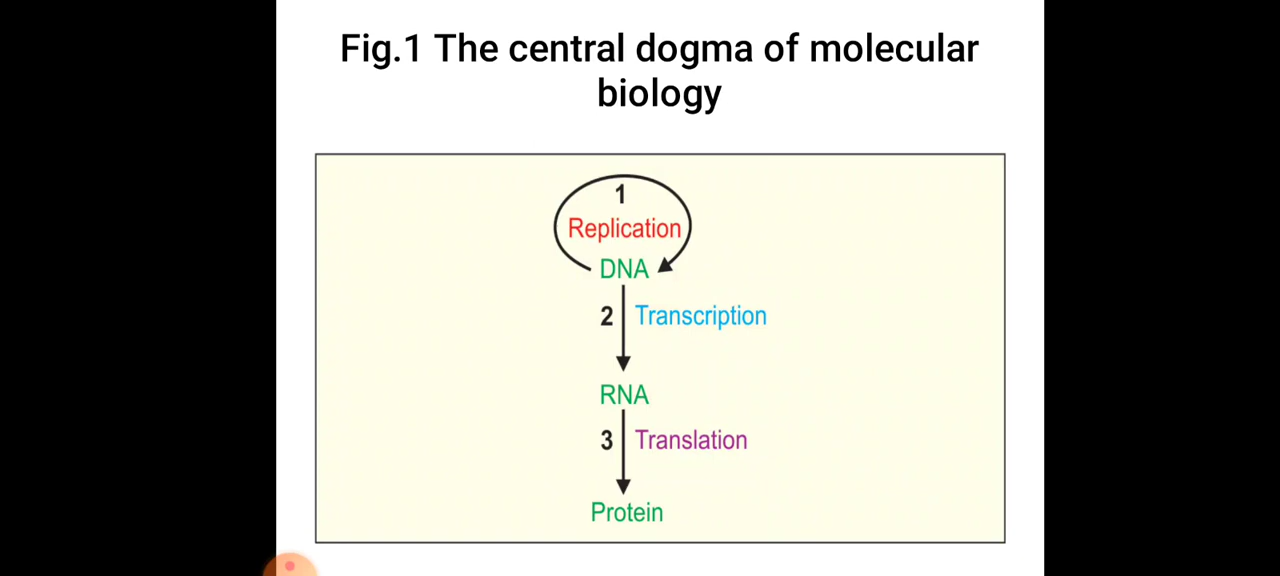 Fig.1 The central dogma of molecular
biology
1
Replication
DNA
2 Transcription
RNA
3 Translation
Protein